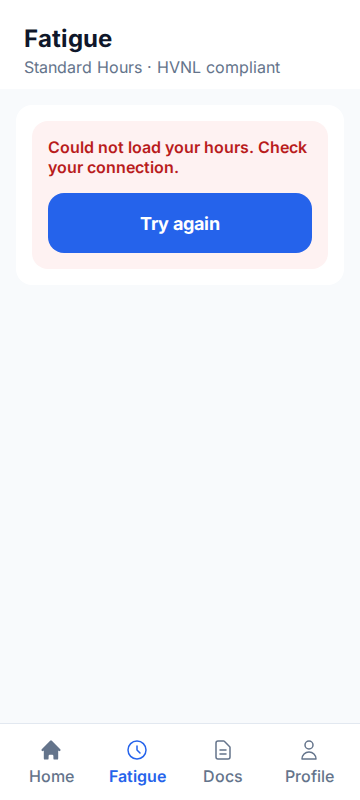 Fatigue
Standard Hours · HVNL compliant
Could not load your hours. Check
your connection.
Try again
Home
Fatigue
Docs
Profile